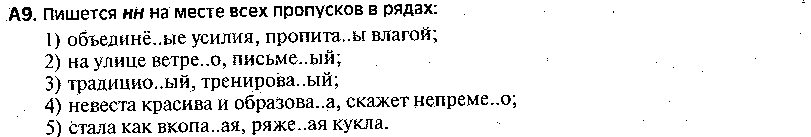 А9. Пишется нн на месте всех пропусков в рядах:
1) объединё..ые усилия, пропита..ы влагой;
2) на улице ветре..о, письме..ый;
3) традицио..ый, тренирова..ый;
4) невеста красива и образова..а, скажет непреме..о;
5) стала как вкопа..ая, ряже..ая кукла.